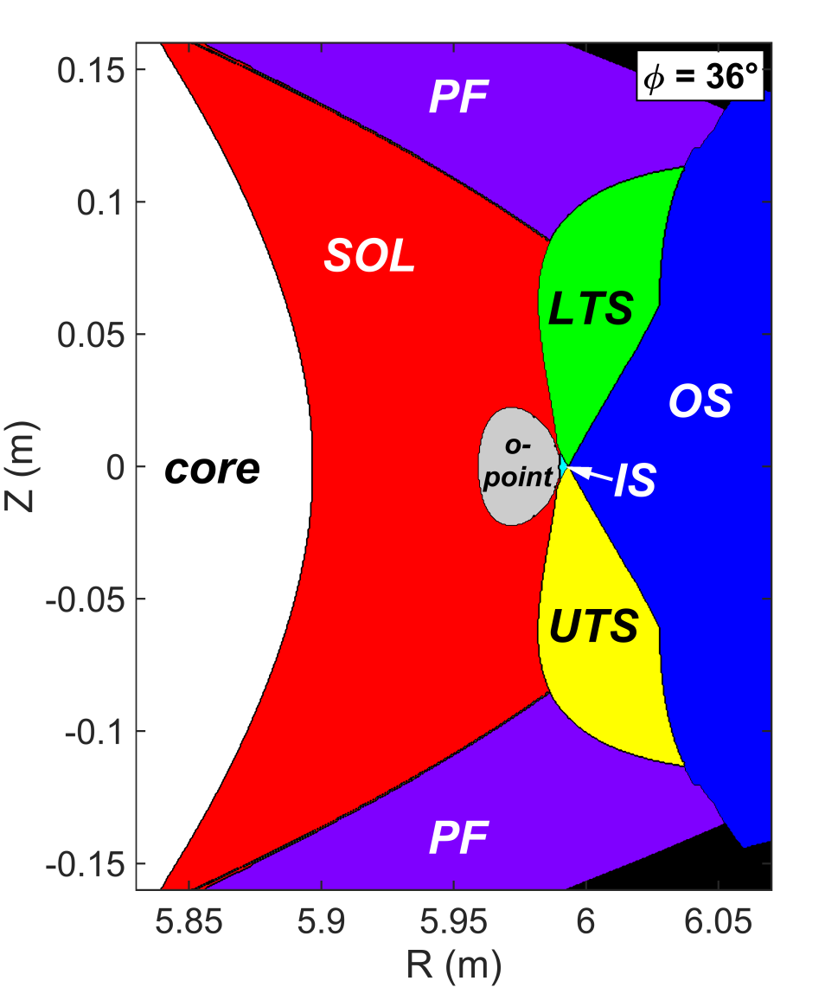 ϕ = 36°
0.15
0.1
0.05
0
-0.05
-0.1
-0.15
Z (m)
PF
SOL
LTS
OS
core
o-
point
IS
UTS
PF
5.85
5.9
5.95
6
6.05
R (m)